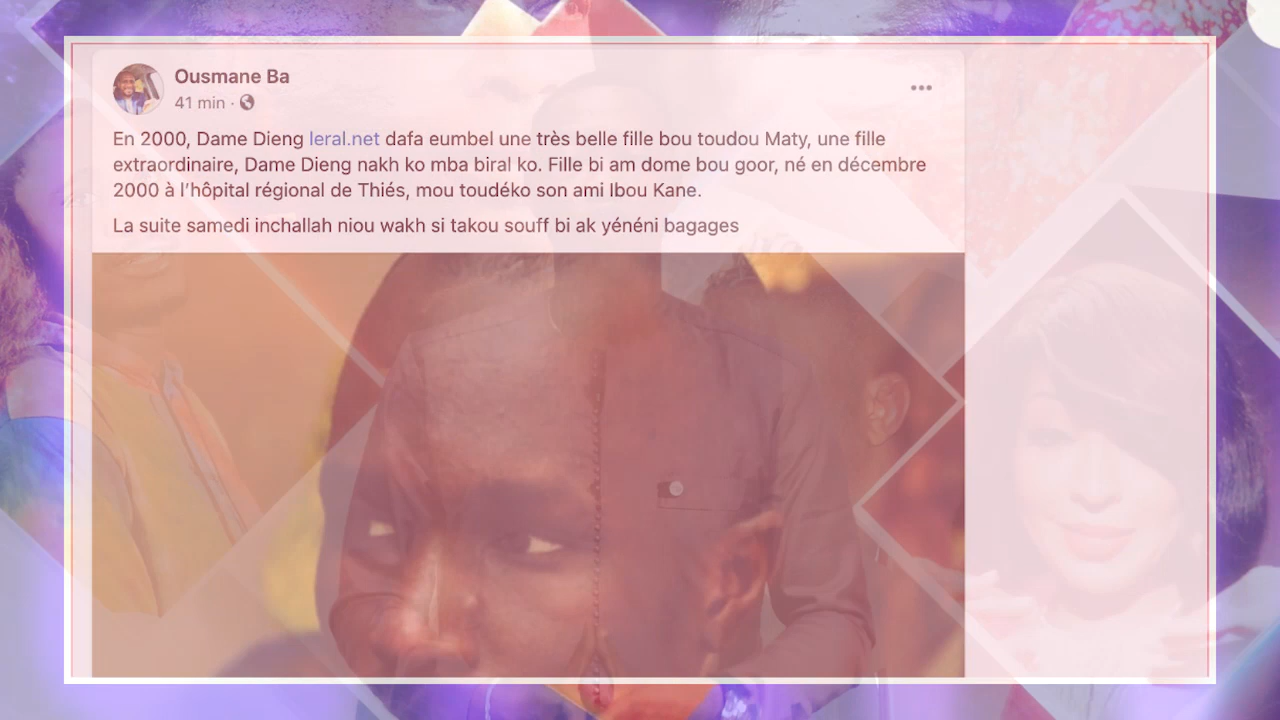 Ousmane Ba
41 min ·
En 2000, Dame Dieng leral.net dafa eumbel une très belle fille bou toudou Maty, une fille
extraordinaire, Dame Dieng nakh ko mba biral ko. Fille bi am dome bou goor, né en décembre
2000 à l’hôpital régional de Thiés, mou toudéko son ami Ibou Kane.
La suite samedi inchallah niou wakh si takou souff bi ak yénéni bagages